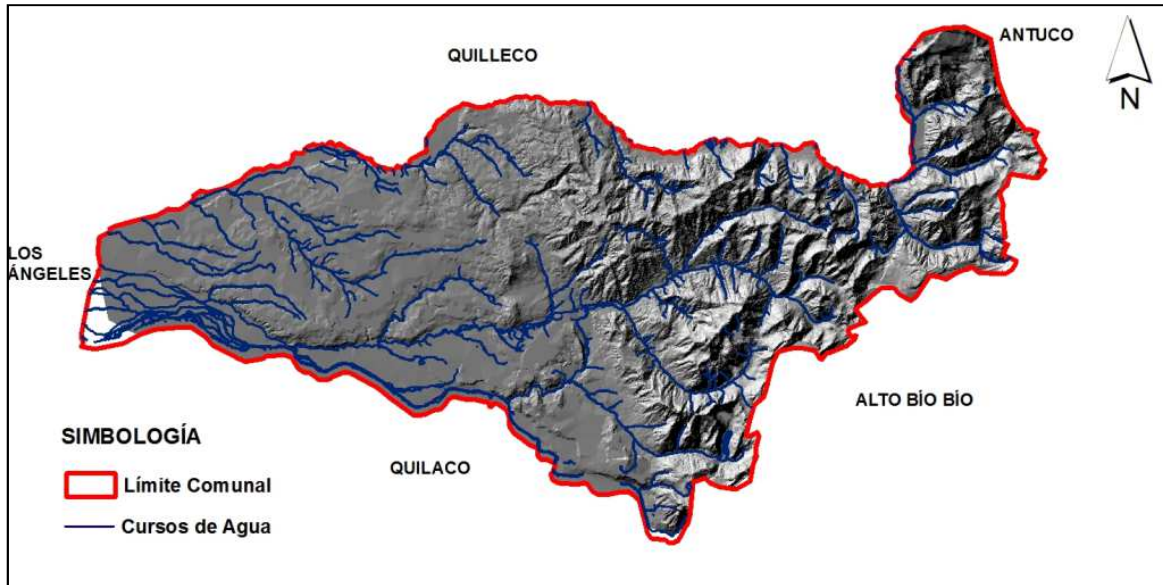 ANTUCO
QUILLECO
N
LOS
ÁNGELES
ALTO BÍO BÍO
SIMBOLOGÍA
QUILACO
Límite Comunal
Cursos de Agua